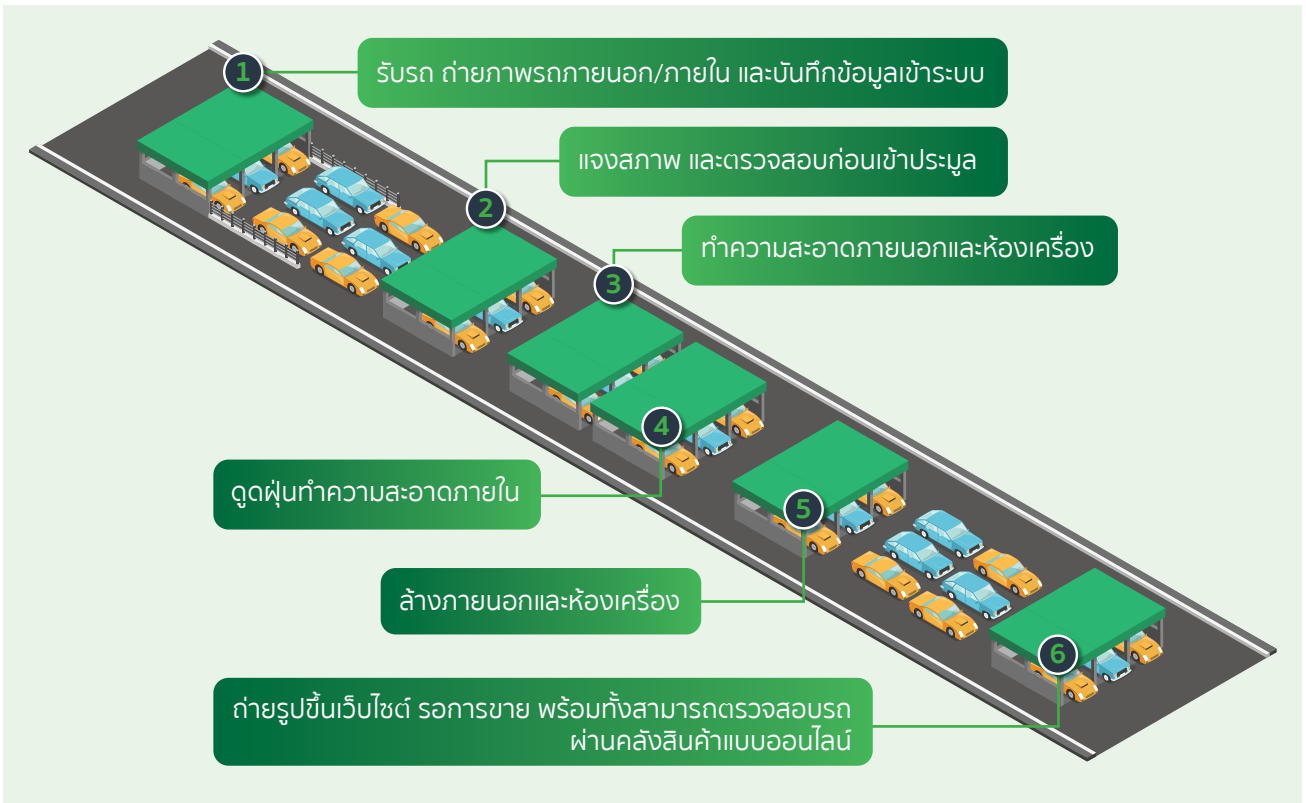 1
รับรถ ถ่ายภาพรถภายนอก/ภายใน และบันทึกข้อมูลเข้าระบบ
2
แจงสภาพ และตรวจสอบก่อนเข้าประมูล
3
ทำความสะอาดภายนอกและห้องเครื่อง
4
ดูดฝุ่นทำความสะอาดภายใน
5
ล้างภายนอกและห้องเครื่อง
6
ถ่ายรูปขึ้นเว็บไซต์ รอการขาย พร้อมทั้งสามารถตรวจสอบรถ
ผ่านคลังสินค้าแบบออนไลน์